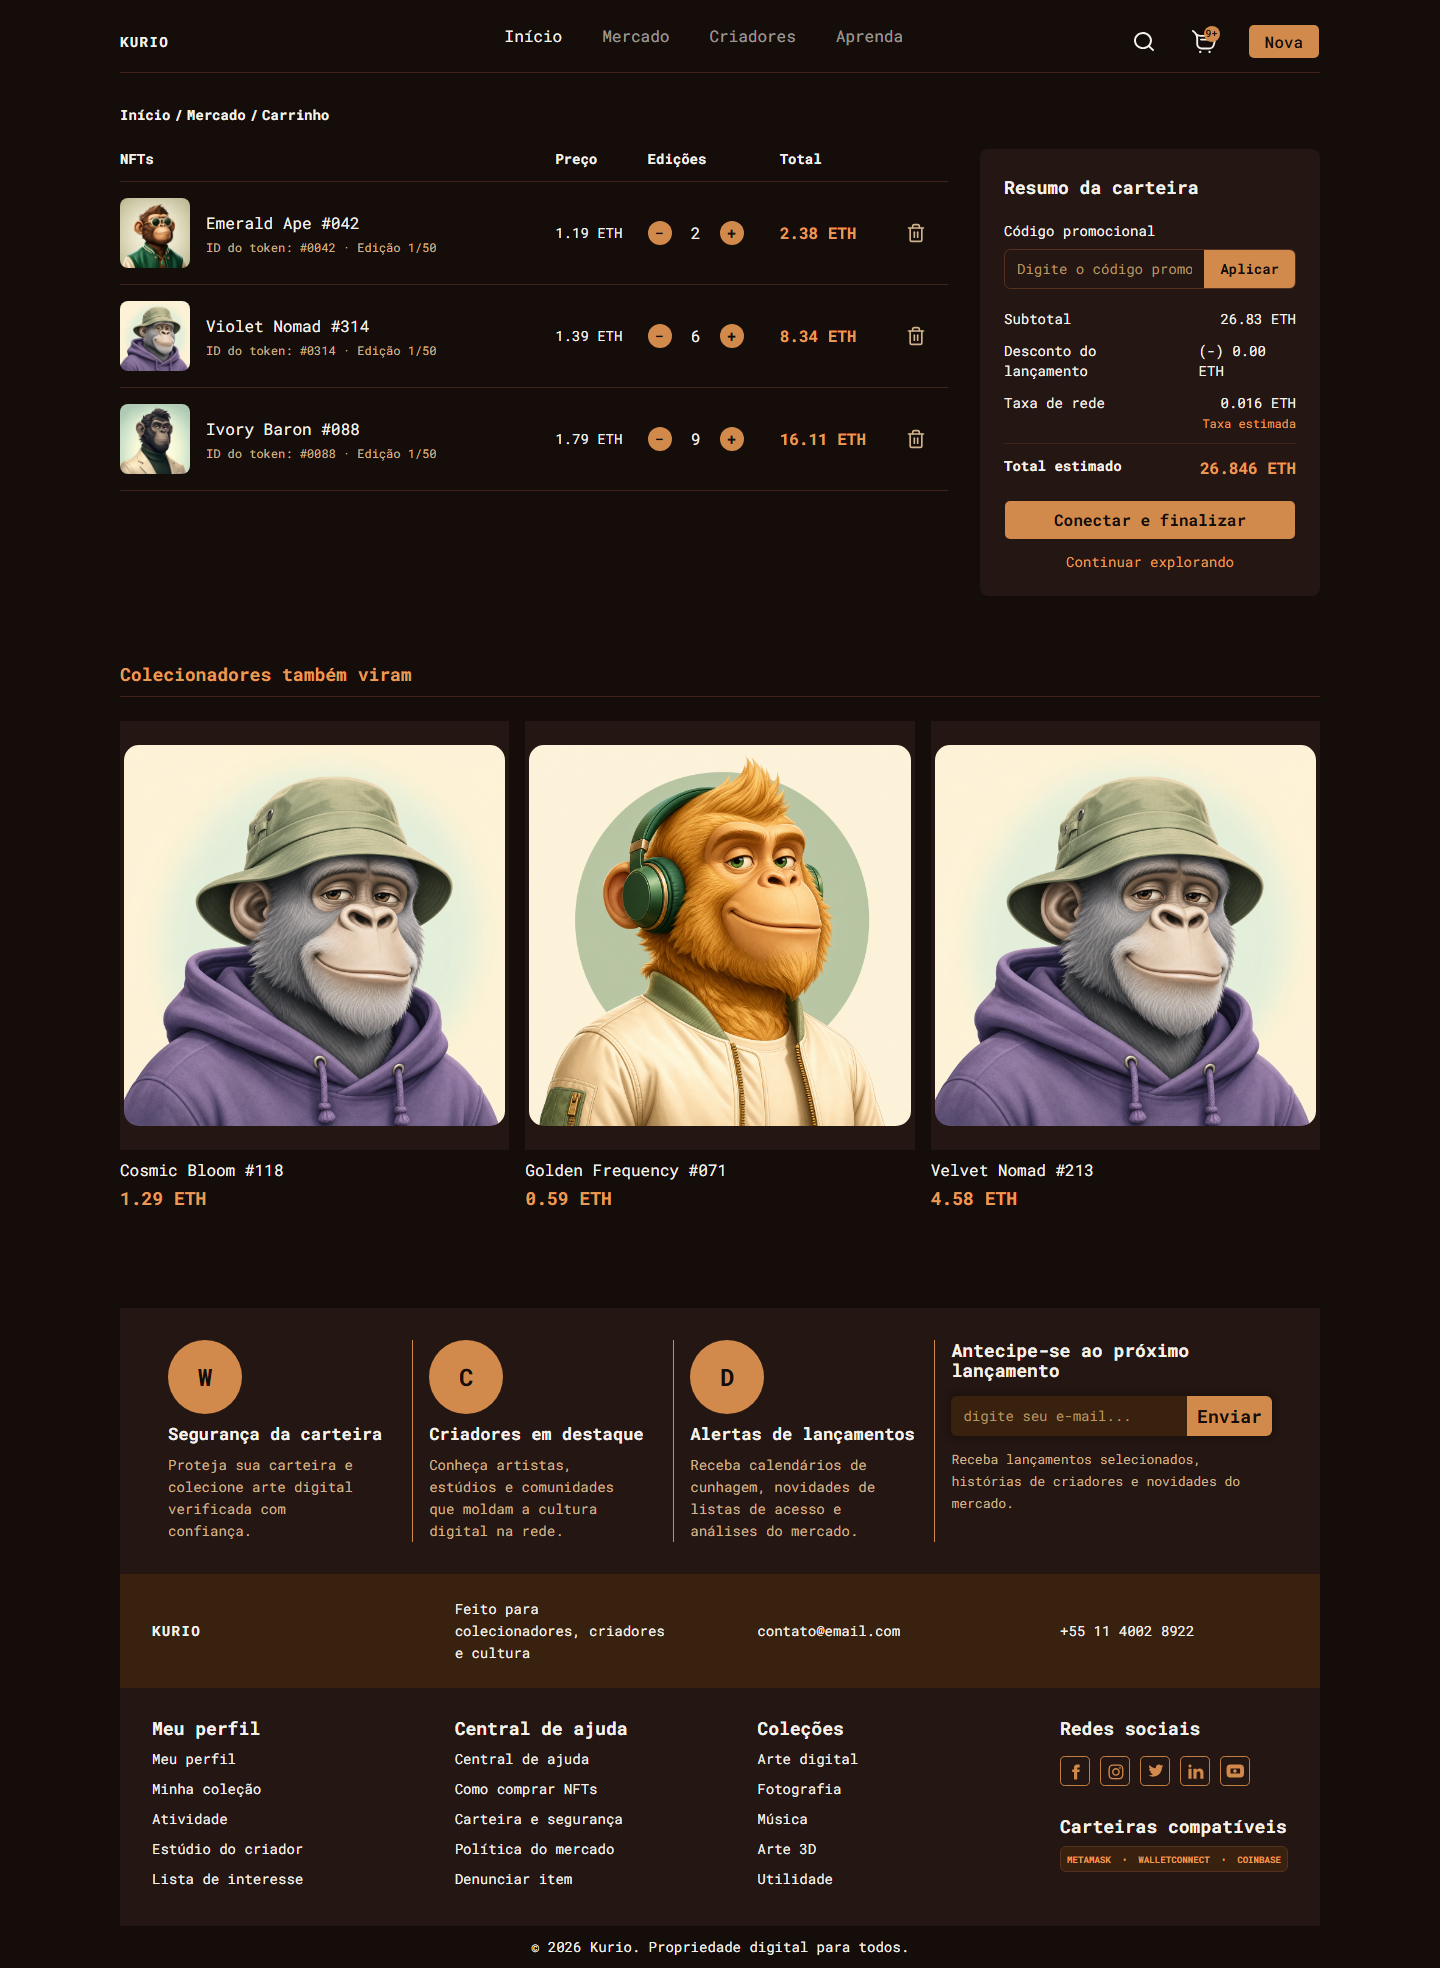 KURIO
Início
Mercado
Criadores
Aprenda
9+
Nova
Início / Mercado / Carrinho
NFTs
Preço
Edições
Total
Emerald Ape #042
ID do token: #0042 · Edição 1/50
1.19 ETH
−
2
+
2.38 ETH
Violet Nomad #314
ID do token: #0314 · Edição 1/50
1.39 ETH
−
6
+
8.34 ETH
Ivory Baron #088
ID do token: #0088 · Edição 1/50
1.79 ETH
−
9
+
16.11 ETH
Resumo da carteira
Código promocional
Digite o código promo
Aplicar
Subtotal
26.83 ETH
Desconto do
lançamento
(-) 0.00
ETH
Taxa de rede
0.016 ETH
Taxa estimada
Total estimado
26.846 ETH
Conectar e finalizar
Continuar explorando
Colecionadores também viram
Cosmic Bloom #118
1.29 ETH
Golden Frequency #071
0.59 ETH
Velvet Nomad #213
4.58 ETH
W
Segurança da carteira
Proteja sua carteira e
colecione arte digital
verificada com
confiança.
C
Criadores em destaque
Conheça artistas,
estúdios e comunidades
que moldam a cultura
digital na rede.
D
Alertas de lançamentos
Receba calendários de
cunhagem, novidades de
listas de acesso e
análises do mercado.
Antecipe-se ao próximo
lançamento
digite seu e-mail...
Enviar
Receba lançamentos selecionados,
histórias de criadores e novidades do
mercado.
KURIO
Feito para
colecionadores, criadores
e cultura
contato@email.com
+55 11 4002 8922
Meu perfil
Meu perfil
Minha coleção
Atividade
Estúdio do criador
Lista de interesse
Central de ajuda
Central de ajuda
Como comprar NFTs
Carteira e segurança
Política do mercado
Denunciar item
Coleções
Arte digital
Fotografia
Música
Arte 3D
Utilidade
Redes sociais
Carteiras compatíveis
METAMASK · WALLETCONNECT · COINBASE
© 2026 Kurio. Propriedade digital para todos.